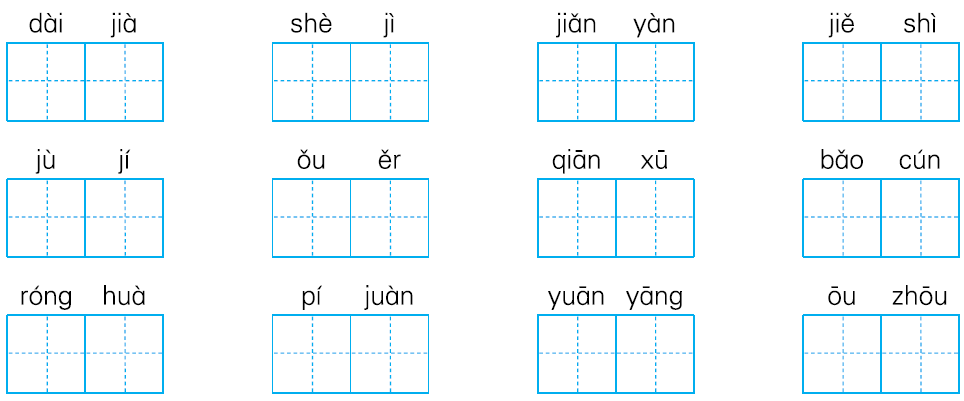 dài jià shè jì jiǎn yàn jiě shì
jù jí ǒu ěr qiān xū bǎo cún
róng huà pí juàn yuān yāng ōu zhōu